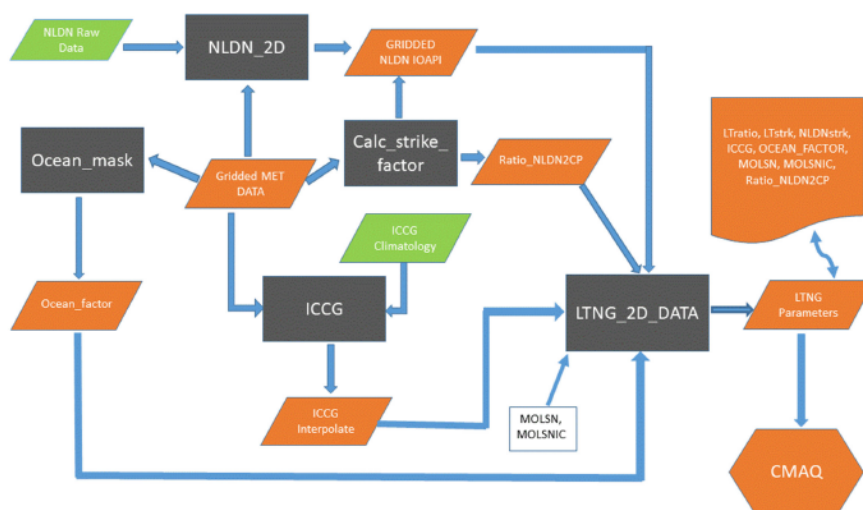 NLDN Raw
Data
NLDN_2D
GRIDDED
NLDN IOAPI
LTratio, LTstrk, NLDNstrk,
ICCG, OCEAN_FACTOR,
MOLSN, MOLSNIC,
Ratio_NLDN2CP
Ocean_mask
Gridded MET
DATA
Calc_strike_
factor
Ratio_NLDN2CP
ICCG
Climatology
Ocean_factor
ICCG
LTNG_2D_DATA
LTNG
Parameters
ICCG
Interpolate
MOLSN,
MOLSNIC
CMAQ